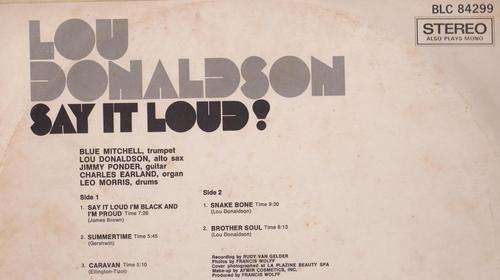 BLC 84299
STEREO
ALSO PLAYS MONO
LOU
DONALDSON
SAY IT LOUD!
BLUE MITCHELL, trumpet
LOU DONALDSON, alto sax
JIMMY PONDER, guitar
CHARLES EARLAND, organ
LEO MORRIS, drums
Side 1
1. SAY IT LOUD I'M BLACK AND
I'M PROUD Time 7:26
(James Brown)
2. SUMMERTIME Time 5:45
(Gershwin)
3. CARAVAN Time 5:10
(Ellington-Tizol)
Side 2
1. SNAKE BONE Time 9:30
(Lou Donaldson)
2. BROTHER SOUL Time 8:13
(Lou Donaldson)
Recording by RUDY VAN GELDER
Photos by FRANCIS WOLFF
Cover photographed at LA PLAZINE BEAUTY SPA
Make-up by AFMIR COSMETICS, INC.
Produced by FRANCIS WOLFF